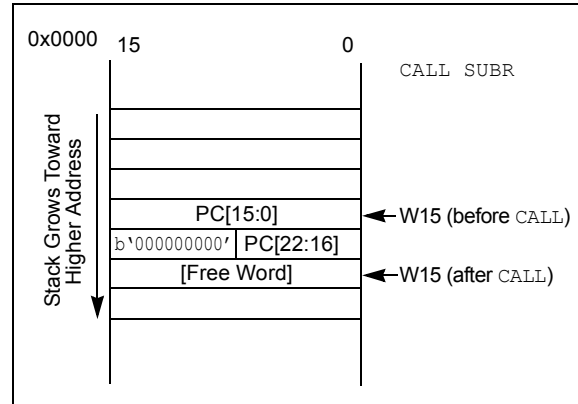 0x0000 15 0
CALL SUBR
Stack Grows Toward
Higher Address
PC[15:0] W15 (before CALL)
b‘000000000’ PC[22:16]
[Free Word] W15 (after CALL)